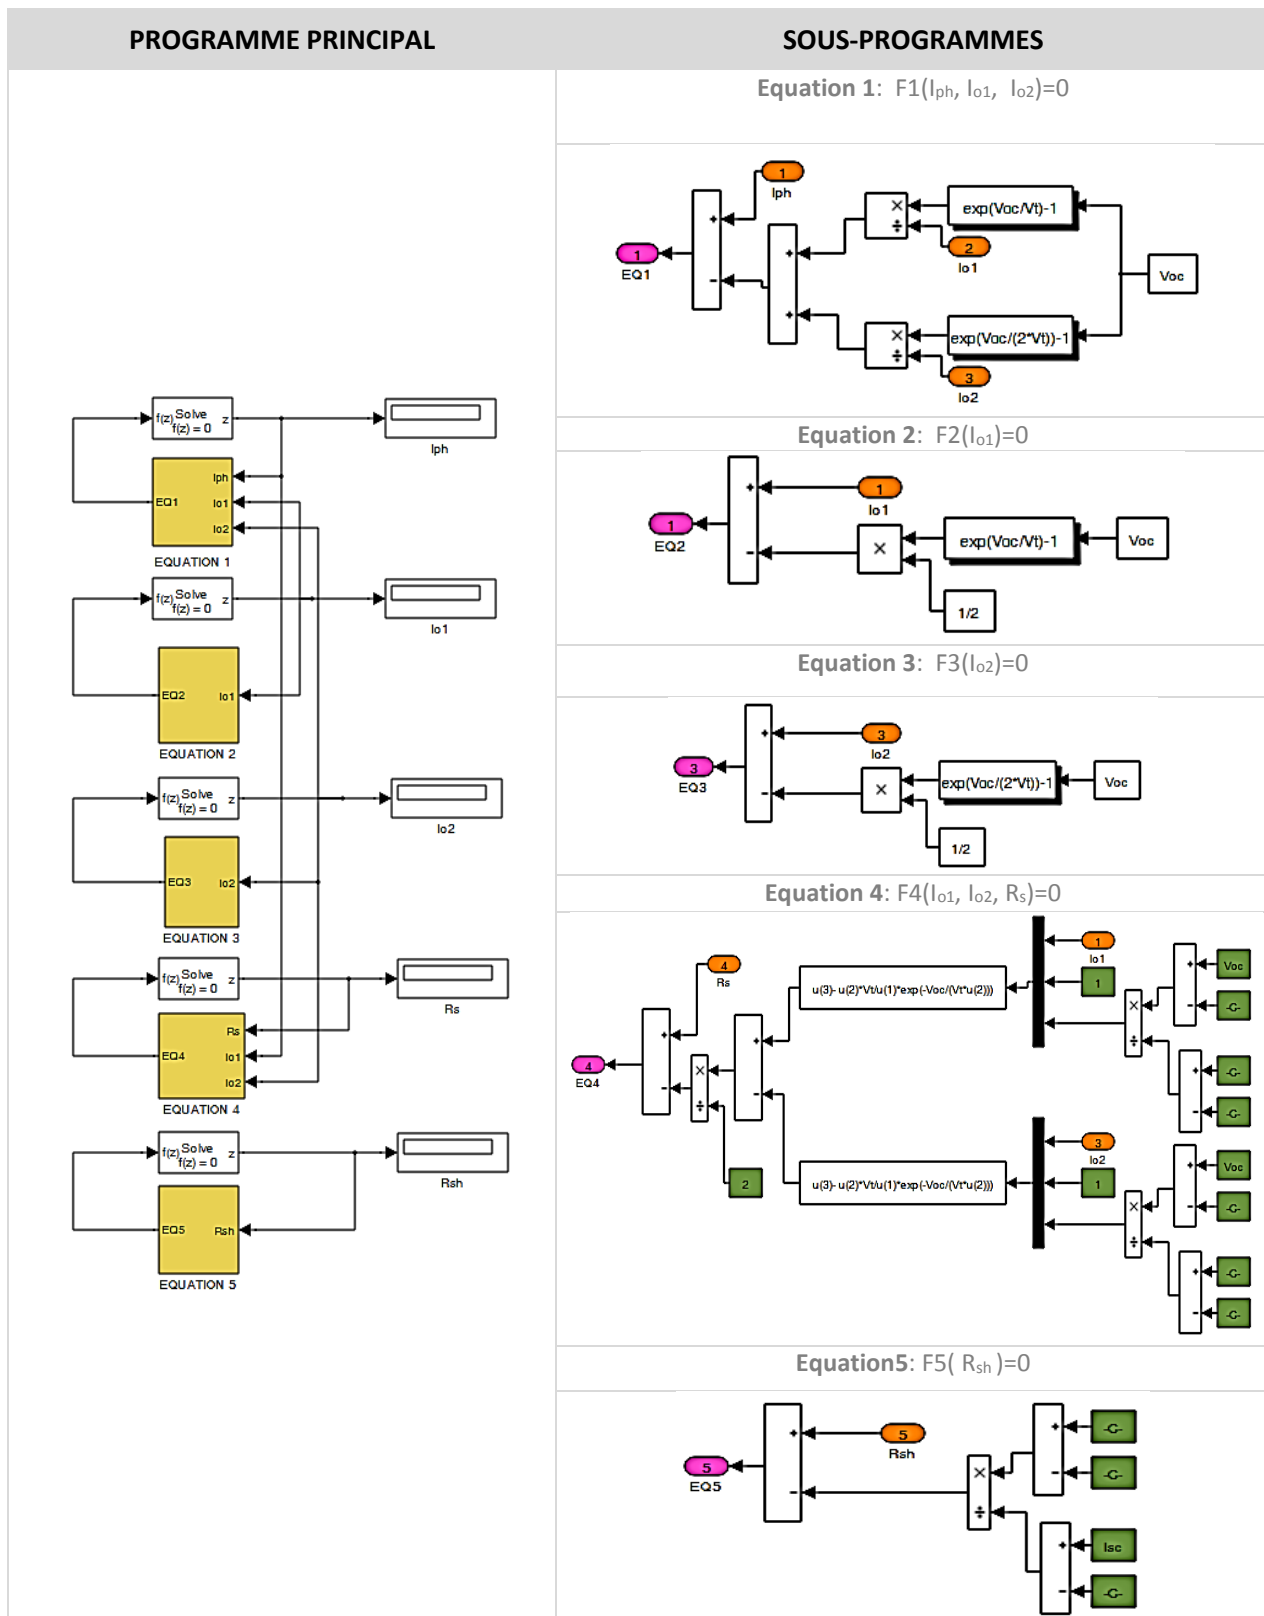 PROGRAMME PRINCIPAL
SOUS-PROGRAMMES
f(z) Solve f(z) = 0 z
Iph
Iph
EQ1 Io1
Io2
EQUATION 1
f(z) Solve f(z) = 0 z
Io1
EQ2 Io1
EQUATION 2
f(z) Solve f(z) = 0 z
Io2
EQ3 Io2
EQUATION 3
f(z) Solve f(z) = 0 z
Rs
Rs
EQ4 Io1
Io2
EQUATION 4
f(z) Solve f(z) = 0 z
Rsh
EQ5 Rsh
EQUATION 5
Equation 1: F1(Iph, Io1, Io2)=0
1
Iph
+
-
1
EQ1
+
+
×
÷
exp(Vac/Vt)-1
2
Io1
Voc
×
÷
exp(Vac/(2*Vt))-1
3
Io2
Equation 2: F2(Io1)=0
+
-
1
Io1
1
EQ2
×
exp(Vac/Vt)-1
Voc
1/2
Equation 3: F3(Io2)=0
+
-
3
Io2
3
EQ3
×
exp(Vac/(2*Vt))-1
Voc
1/2
Equation 4: F4(Io1, Io2, Rs)=0
4
Rs
+
-
4
EQ4
×
÷
2
+
-
u(3)- u(2)*Vt/u(1)*exp(-Voc/(Vt*u(2)))
1
Io1
1
×
÷
+
-
Voc
-G-
+
-
-G-
-G-
u(3)- u(2)*Vt/u(1)*exp(-Voc/(Vt*u(2)))
3
Io2
1
×
÷
+
-
Voc
-G-
+
-
-G-
-G-
Equation5: F5( Rsh )=0
+
-
5
Rsh
5
EQ5
×
÷
+
-
-G-
-G-
+
-
Isc
-G-